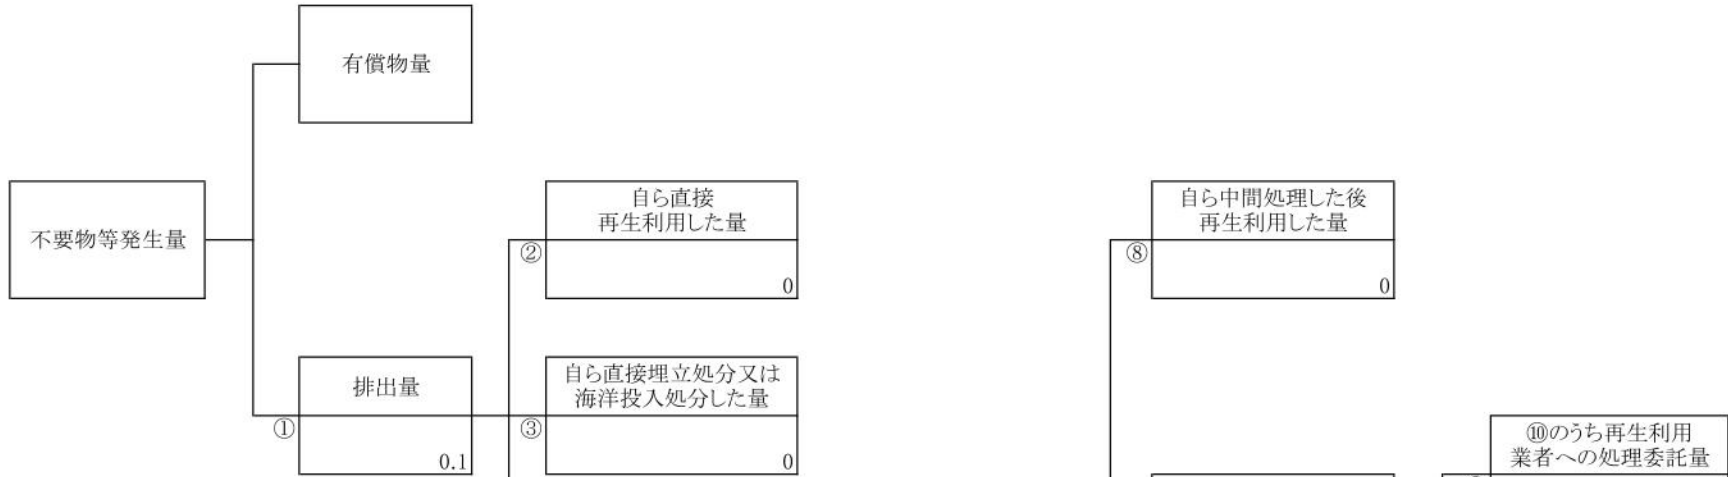 有償物量
不要物等発生量
自ら直接
再生利用した量
②
0
自ら中間処理した後
再生利用した量
⑧
0
排出量
①
0.1
自ら直接埋立処分又は
海洋投入処分した量
③
0
⑩のうち再生利用
業者への処理委託量